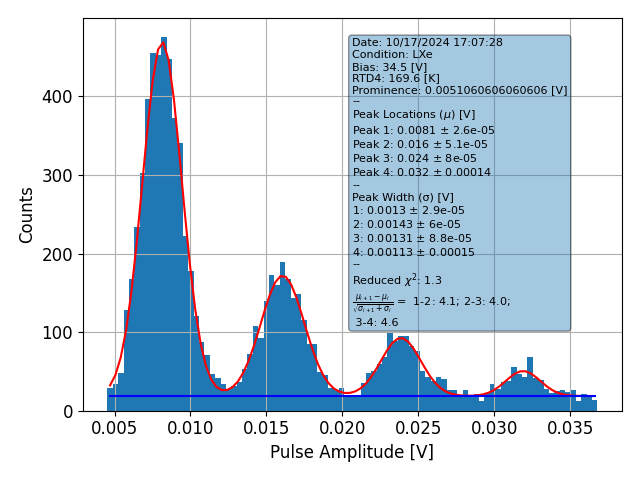 Date: 10/17/2024 17:07:28
Condition: LXe
Bias: 34.5 [V]
RTD4: 169.6 [K]
Prominence: 0.0051060606060606 [V]
--
Peak Locations (μ) [V]
Peak 1: 0.0081 ± 2.6e-05
Peak 2: 0.016 ± 5.1e-05
Peak 3: 0.024 ± 8e-05
Peak 4: 0.032 ± 0.00014
--
Peak Width (σ) [V]
1: 0.0013 ± 2.9e-05
2: 0.00143 ± 6e-05
3: 0.00131 ± 8.8e-05
4: 0.00113 ± 0.00015
--
Reduced χ²: 1.3
(μᵢ₊₁−μᵢ)/√(σᵢ₊₁+σᵢ) = 1-2: 4.1; 2-3: 4.0;
3-4: 4.6
Counts
400
300
200
100
0
0.005 0.010 0.015 0.020 0.025 0.030 0.035
Pulse Amplitude [V]